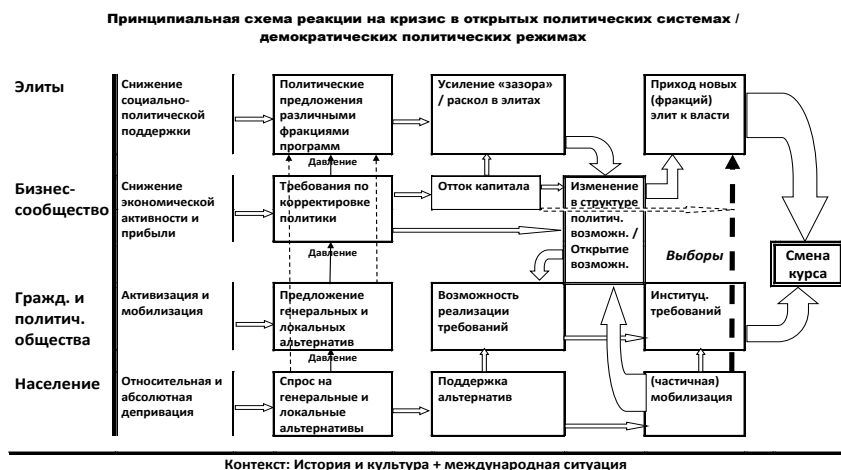 Принципиальная схема реакции на кризис в открытых политических системах /
демократических политических режимах
Элиты
Снижение
социально-
политической
поддержки
Политические
предложения
различными
фракциями
программ
Усиление «зазора»
/ раскол в элитах
Приход новых
(фракций)
элит к власти
Давление
Бизнес-
сообщество
Снижение
экономической
активности и
прибыли
Требования по
корректировке
политики
Отток капитала
Изменение
в структуре
политич.
возможн. /
Открытие
возможн.
Выборы
Смена
курса
Давление
Гражд. и
политич.
общества
Активизация и
мобилизация
Предложение
генеральных и
локальных
альтернатив
Возможность
реализации
требований
Институц.
требований
Давление
Население
Относительная и
абсолютная
депривация
Спрос на
генеральные и
локальные
альтернативы
Поддержка
альтернатив
(частичная)
мобилизация
Контекст: История и культура + международная ситуация